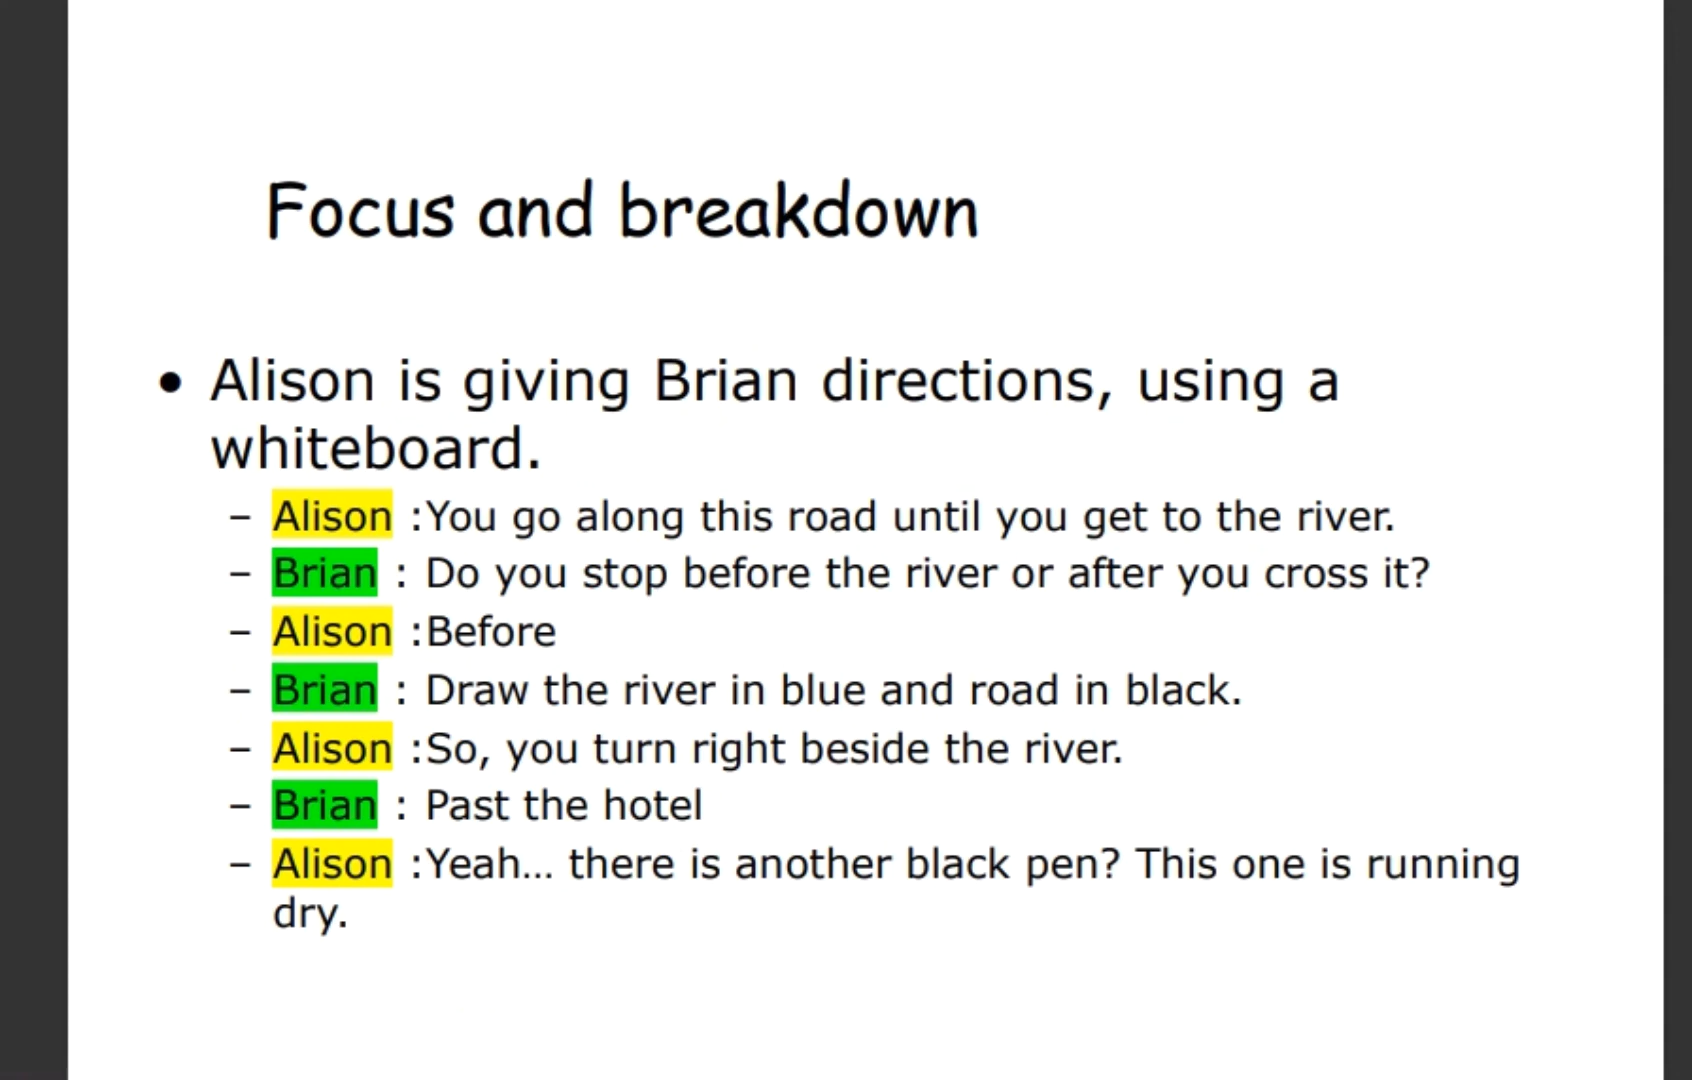 Focus and breakdown
• Alison is giving Brian directions, using a
whiteboard.
– Alison :You go along this road until you get to the river.
– Brian : Do you stop before the river or after you cross it?
– Alison :Before
– Brian : Draw the river in blue and road in black.
– Alison :So, you turn right beside the river.
– Brian : Past the hotel
– Alison :Yeah... there is another black pen? This one is running
dry.